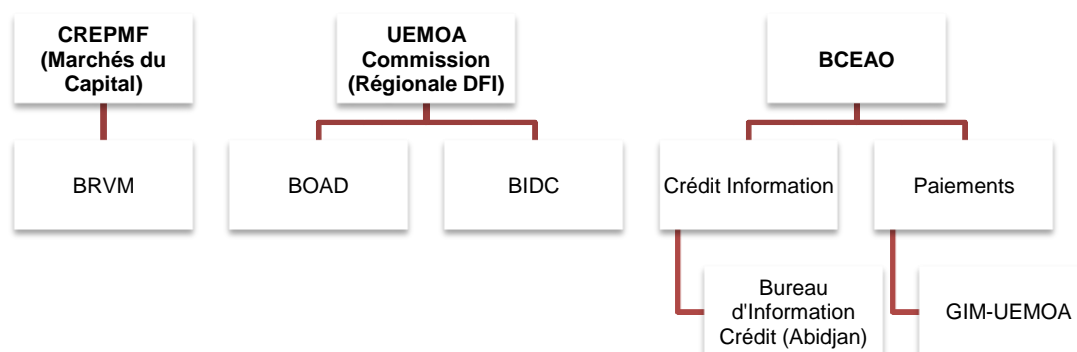 CREPMF
(Marchés du
Capital)
UEMOA
Commission
(Régionale DFI)
BCEAO
BRVM
BOAD
BIDC
Crédit Information
Paiements
Bureau
d'Information
Crédit (Abidjan)
GIM-UEMOA